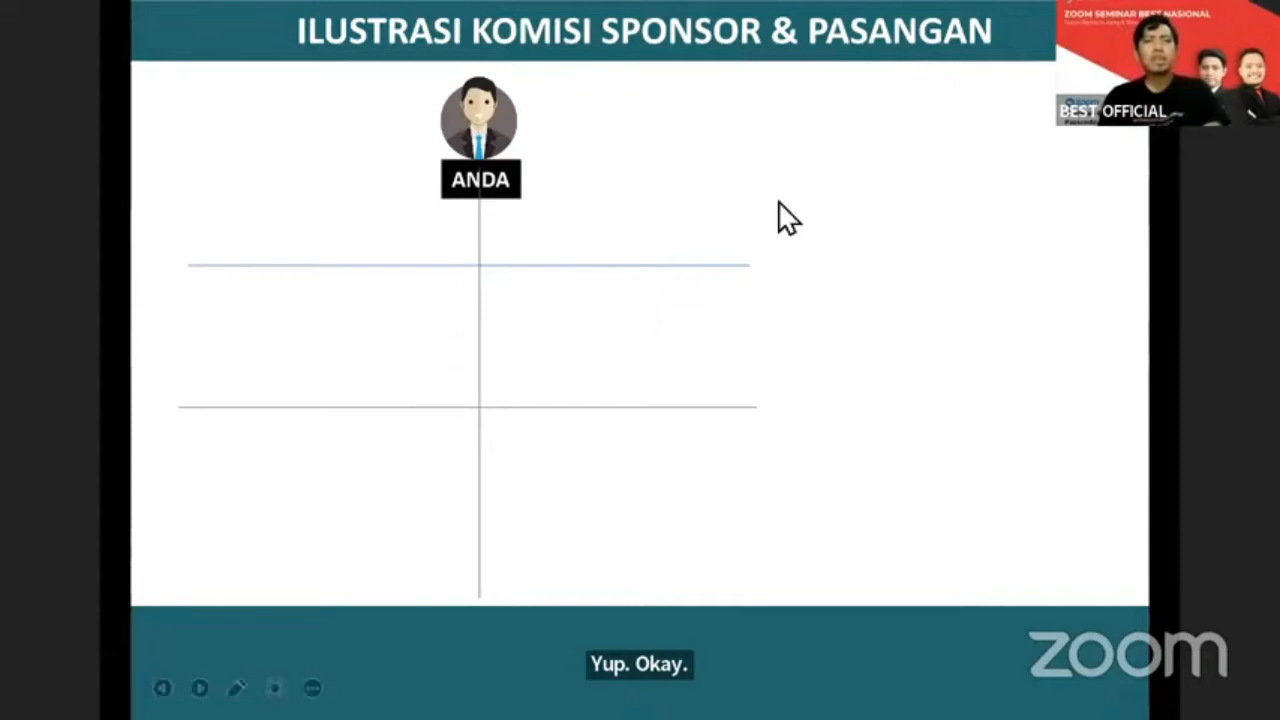 ILUSTRASI KOMISI SPONSOR & PASANGAN
ZOOM SEMINAR BEST NASIONAL
BEST OFFICIAL
ANDA
Yup. Okay.
zoom